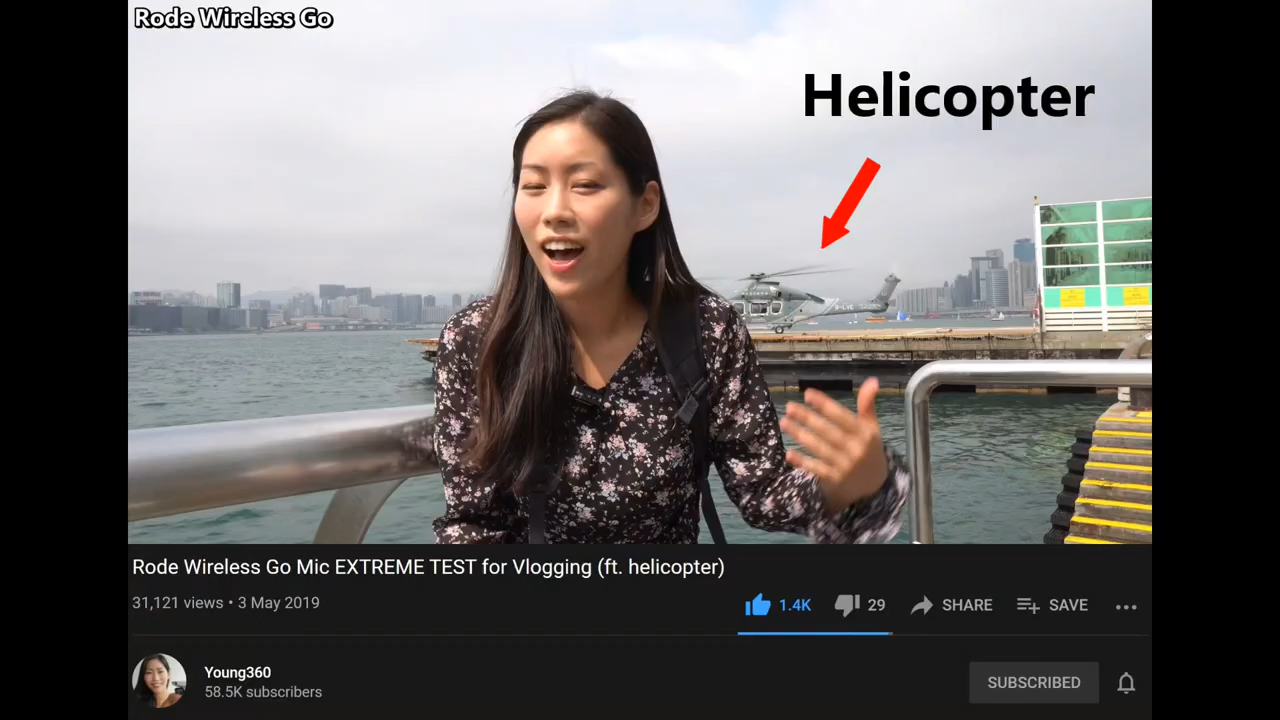 Rode Wireless Go
Helicopter
Rode Wireless Go Mic EXTREME TEST for Vlogging (ft. helicopter)
31,121 views • 3 May 2019
1.4K
29
SHARE
SAVE
Young360
58.5K subscribers
SUBSCRIBED